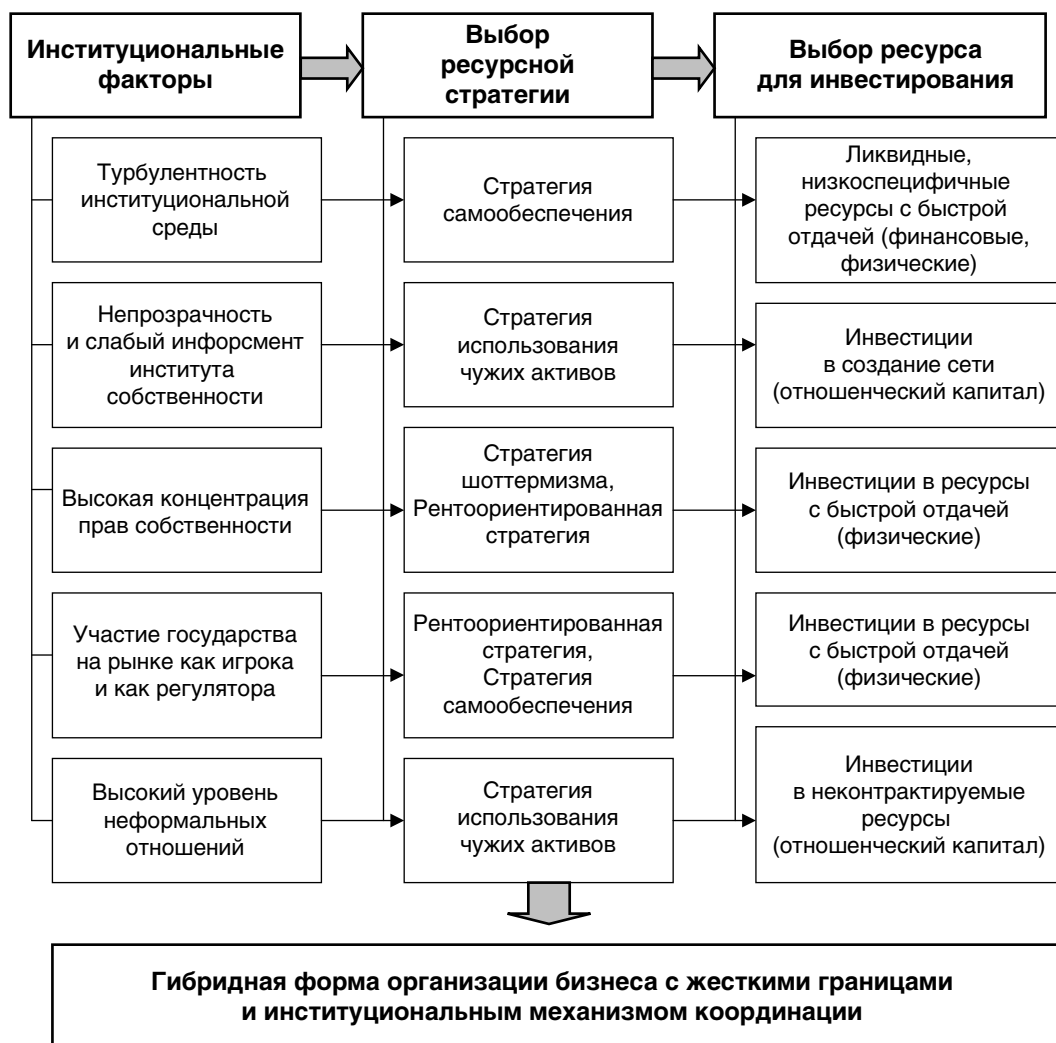 Институциональные
факторы
Выбор
ресурсной
стратегии
Выбор ресурса
для инвестирования
Турбулентность
институциональной
среды
Стратегия
самообеспечения
Ликвидные,
низкоспецифичные
ресурсы с быстрой
отдачей (финансовые,
физические)
Непрозрачность
и слабый инфорсмент
института
собственности
Стратегия
использования
чужих активов
Инвестиции
в создание сети
(отношенческий капитал)
Высокая концентрация
прав собственности
Стратегия
шоттермизма,
Рентоориентированная
стратегия
Инвестиции в ресурсы
с быстрой отдачей
(физические)
Участие государства
на рынке как игрока
и как регулятора
Рентоориентированная
стратегия,
Стратегия
самообеспечения
Инвестиции в ресурсы
с быстрой отдачей
(физические)
Высокий уровень
неформальных
отношений
Стратегия
использования
чужих активов
Инвестиции
в неконтрактируемые
ресурсы
(отношенческий капитал)
Гибридная форма организации бизнеса с жесткими границами
и институциональным механизмом координации